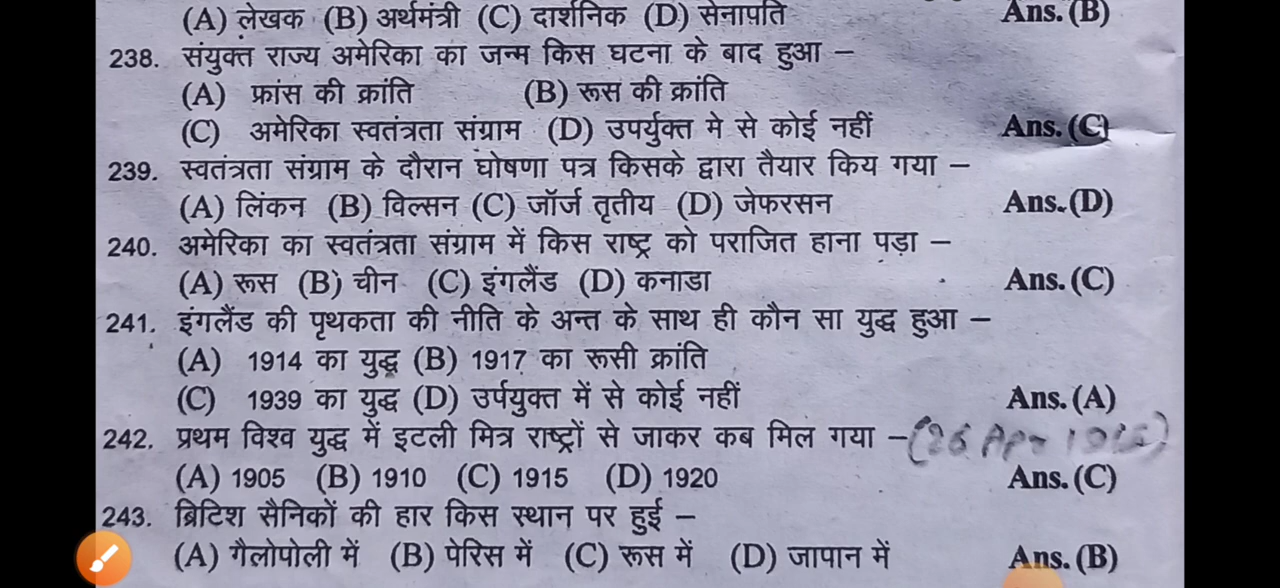 (A) लेखक (B) अर्थमंत्री (C) दार्शनिक (D) सेनापति Ans. (B)
238. संयुक्त राज्य अमेरिका का जन्म किस घटना के बाद हुआ –
(A) फ्रांस की क्रांति (B) रूस की क्रांति
(C) अमेरिका स्वतंत्रता संग्राम (D) उपर्युक्त मे से कोई नहीं Ans. (C)
239. स्वतंत्रता संग्राम के दौरान घोषणा पत्र किसके द्वारा तैयार किय गया –
(A) लिंकन (B) विल्सन (C) जॉर्ज तृतीय (D) जेफरसन Ans. (D)
240. अमेरिका का स्वतंत्रता संग्राम में किस राष्ट्र को पराजित हाना पड़ा –
(A) रूस (B) चीन (C) इंगलैंड (D) कनाडा Ans. (C)
241. इंगलैंड की पृथकता की नीति के अन्त के साथ ही कौन सा युद्ध हुआ –
(A) 1914 का युद्ध (B) 1917 का रूसी क्रांति
(C) 1939 का युद्ध (D) उर्पयुक्त में से कोई नहीं Ans. (A)
242. प्रथम विश्व युद्ध में इटली मित्र राष्ट्रों से जाकर कब मिल गया – (26 Apr
(A) 1905 (B) 1910 (C) 1915 (D) 1920 Ans. (C)
243. ब्रिटिश सैनिकों की हार किस स्थान पर हुई –
(A) गैलोपोली में (B) पेरिस में (C) रूस में (D) जापान में Ans. (B)